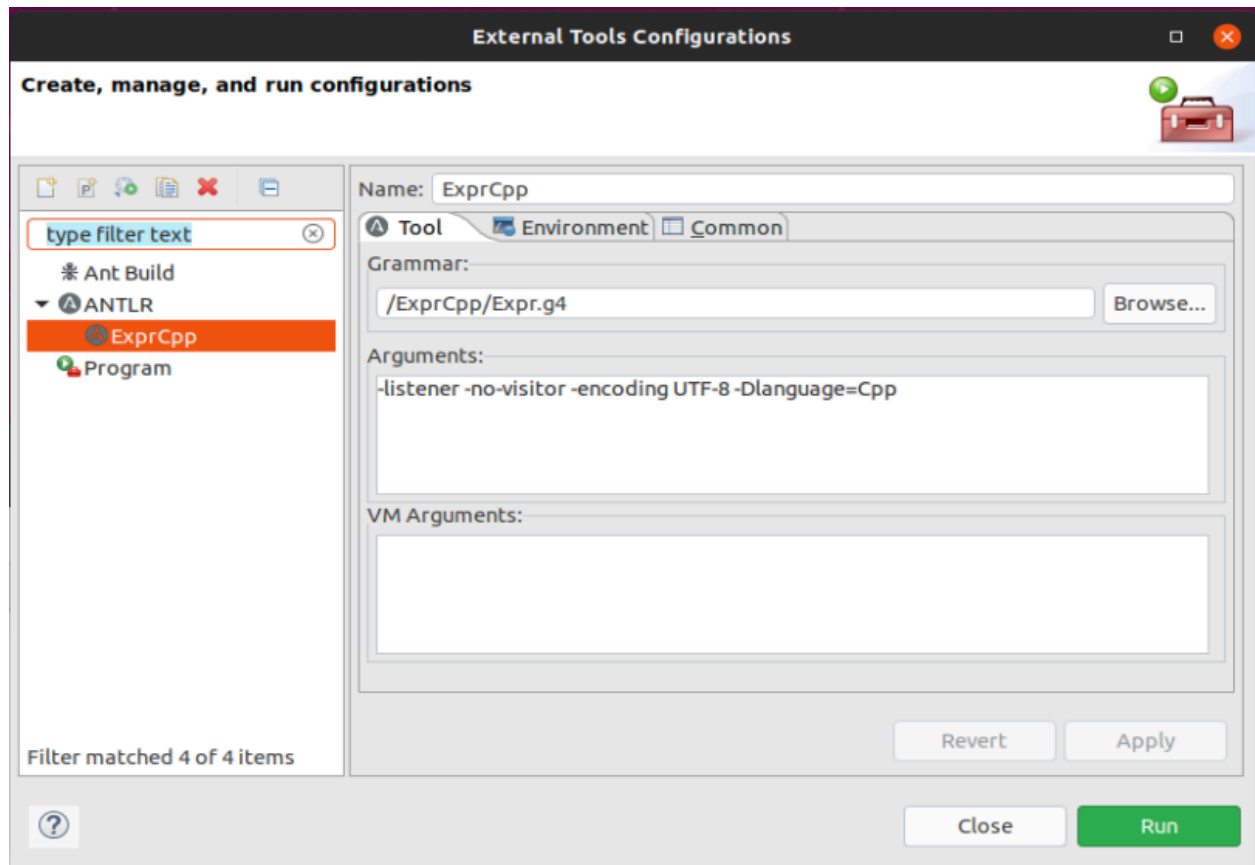 External Tools Configurations
Create, manage, and run configurations
type filter text
Ant Build
ANTLR
ExprCpp
Program
Filter matched 4 of 4 items
Name: ExprCpp
Tool Environment Common
Grammar:
/ExprCpp/Expr.g4 Browse...
Arguments:
-listener -no-visitor -encoding UTF-8 -Dlanguage=Cpp
VM Arguments:
Revert Apply
Close Run